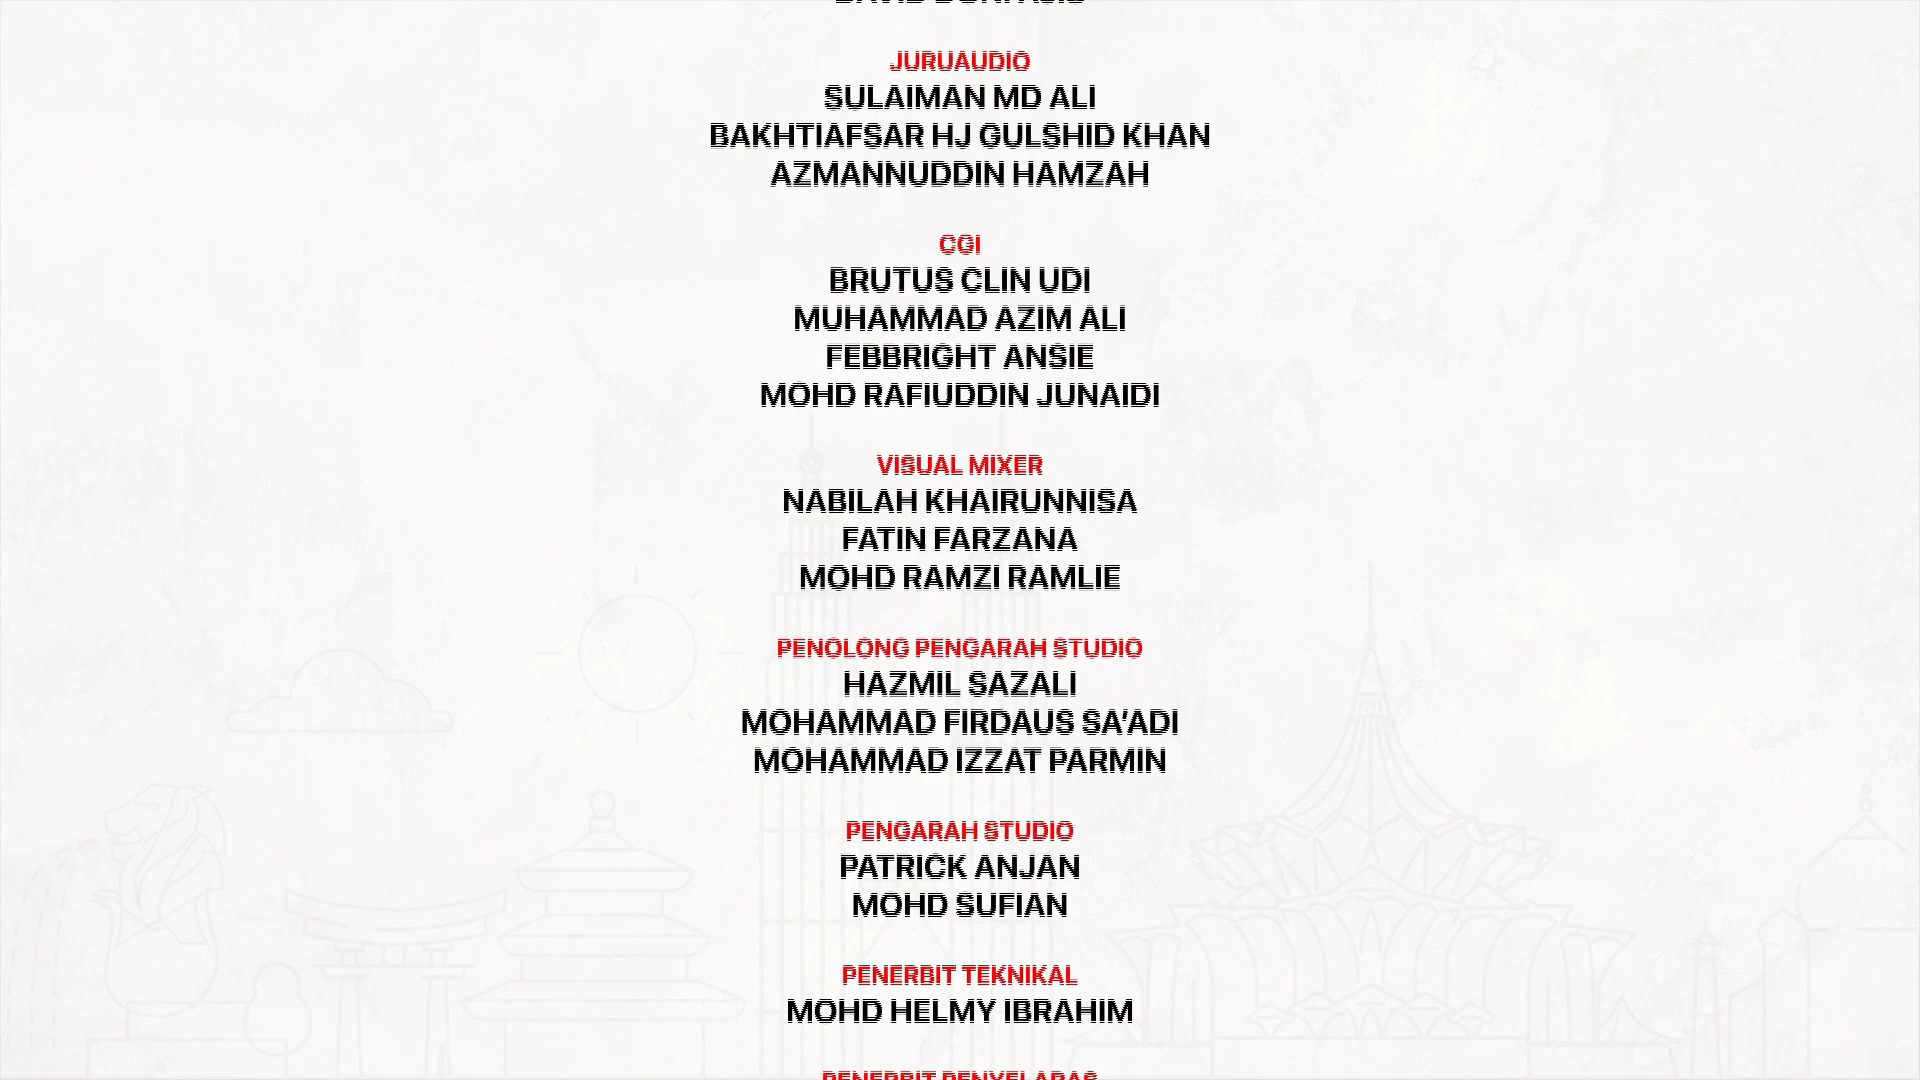 JURUAUDIO
SULAIMAN MD ALI
BAKHTIAFSAR HJ GULSHID KHAN
AZMANNUDDIN HAMZAH
CGI
BRUTUS CLIN UDI
MUHAMMAD AZIM ALI
FEBBRIGHT ANSIE
MOHD RAFIUDDIN JUNAIDI
VISUAL MIXER
NABILAH KHAIRUNNISA
FATIN FARZANA
MOHD RAMZI RAMLIE
PENOLONG PENGARAH STUDIO
HAZMIL SAZALI
MOHAMMAD FIRDAUS SA'ADI
MOHAMMAD IZZAT PARMIN
PENGARAH STUDIO
PATRICK ANJAN
MOHD SUFIAN
PENERBIT TEKNIKAL
MOHD HELMY IBRAHIM
PENERBIT PENYELARAS